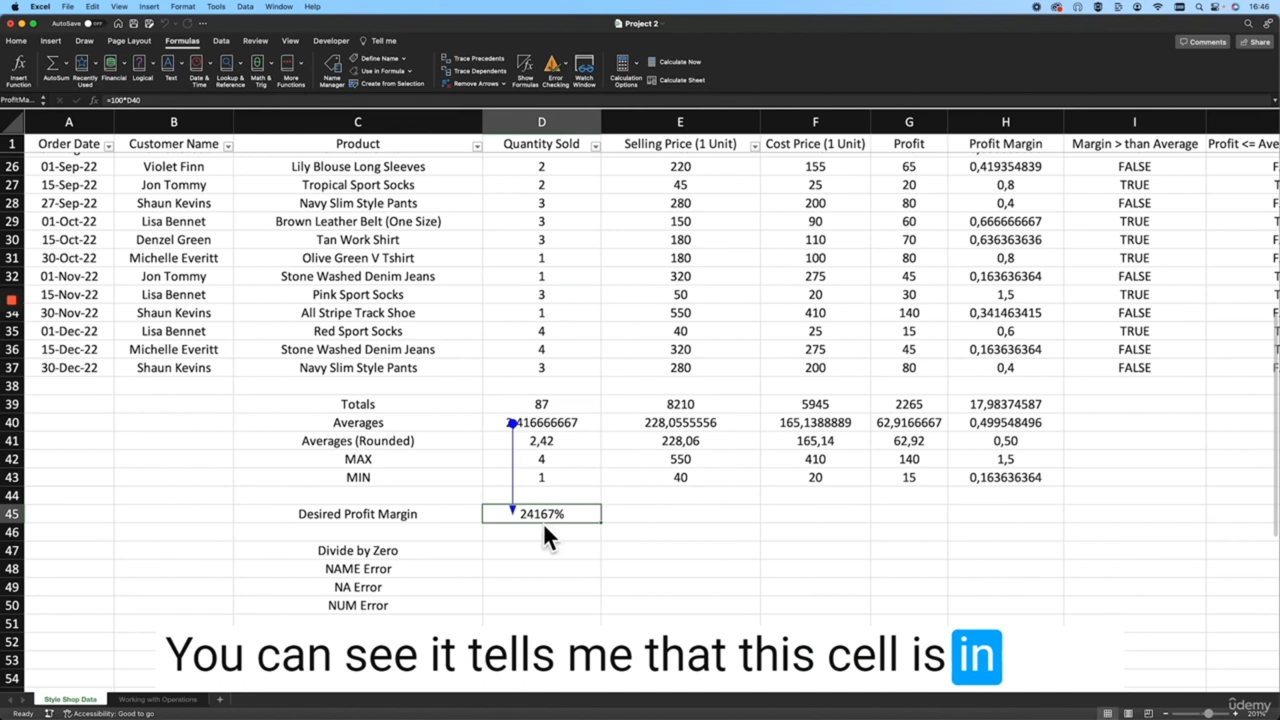 Excel File Edit View Insert Format Tools Data Window Help 16:46
AutoSave OFF Project 2
Home Insert Draw Page Layout Formulas Data Review View Developer Tell me Comments Share
Insert Function AutoSum Recently Used Financial Logical Text Date & Time Lookup & Reference Math & Trig More Functions Name Manager Define Name Use in Formula Create from Selection Trace Precedents Trace Dependents Remove Arrows Show Formulas Error Checking Watch Window Calculation Options Calculate Now Calculate Sheet
ProfitMa... fx =100*D40
A B C D E F G H I
1 Order Date Customer Name Product Quantity Sold Selling Price (1 Unit) Cost Price (1 Unit) Profit Profit Margin Margin > than Average Profit <= Ave
26 01-Sep-22 Violet Finn Lily Blouse Long Sleeves 2 220 155 65 0,419354839 FALSE F
27 15-Sep-22 Jon Tommy Tropical Sport Socks 2 45 25 20 0,8 TRUE
28 27-Sep-22 Shaun Kevins Navy Slim Style Pants 3 280 200 80 0,4 FALSE F
29 01-Oct-22 Lisa Bennet Brown Leather Belt (One Size) 3 150 90 60 0,666666667 TRUE
30 15-Oct-22 Denzel Green Tan Work Shirt 3 180 110 70 0,636363636 TRUE F
31 30-Oct-22 Michelle Everitt Olive Green V Tshirt 1 180 100 80 0,8 TRUE F
32 01-Nov-22 Jon Tommy Stone Washed Denim Jeans 1 320 275 45 0,163636364 FALSE
15-Nov-22 Lisa Bennet Pink Sport Socks 3 50 20 30 1,5 TRUE
34 30-Nov-22 Shaun Kevins All Stripe Track Shoe 1 550 410 140 0,341463415 FALSE F
35 01-Dec-22 Lisa Bennet Red Sport Socks 4 40 25 15 0,6 TRUE
36 15-Dec-22 Michelle Everitt Stone Washed Denim Jeans 4 320 275 45 0,163636364 FALSE
37 30-Dec-22 Shaun Kevins Navy Slim Style Pants 3 280 200 80 0,4 FALSE F
38
39 Totals 87 8210 5945 2265 17,98374587
40 Averages 2,416666667 228,0555556 165,1388889 62,9166667 0,499548496
41 Averages (Rounded) 2,42 228,06 165,14 62,92 0,50
42 MAX 4 550 410 140 1,5
43 MIN 1 40 20 15 0,163636364
44
45 Desired Profit Margin 24167%
46
47 Divide by Zero
48 NAME Error
49 NA Error
50 NUM Error
51
52
53
54
You can see it tells me that this cell is in
Style Shop Data Working with Operations +
Ready Accessibility: Good to go 201%
udemy